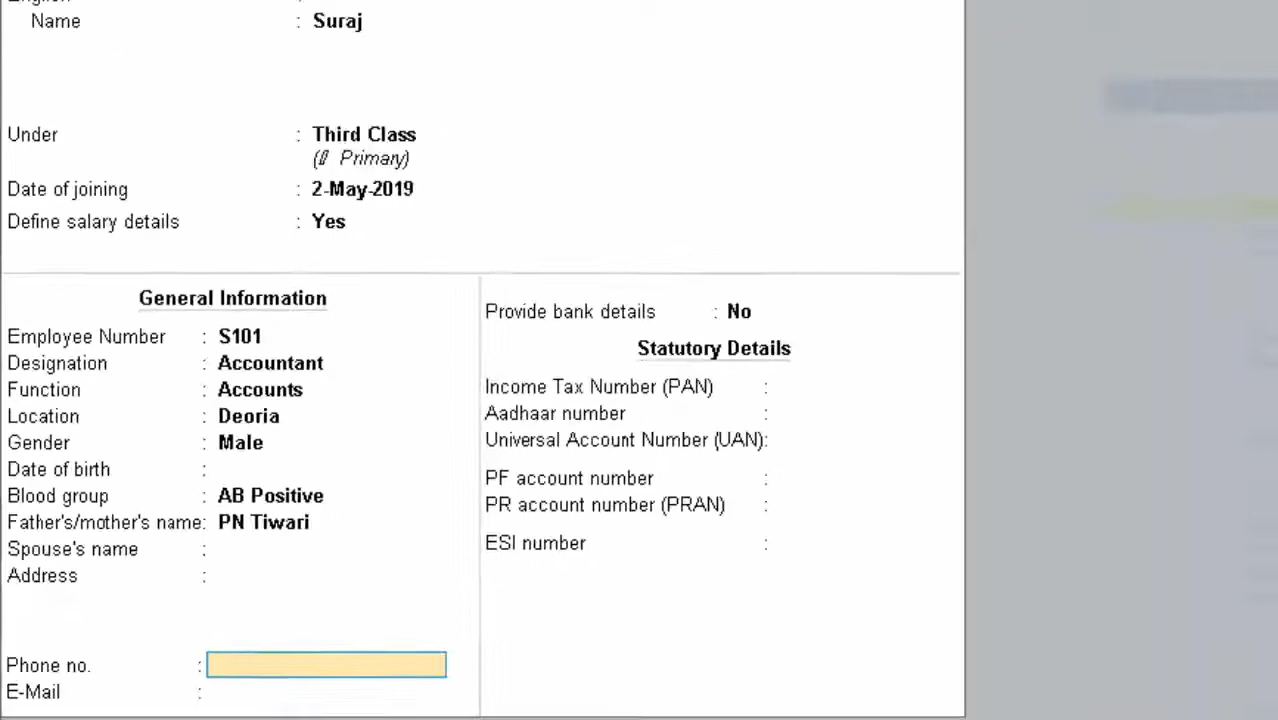 Name : Suraj
Under : Third Class
Primary)
Date of joining : 2-May-2019
Define salary details : Yes
General Information
Employee Number : S101
Designation : Accountant
Function : Accounts
Location : Deoria
Gender : Male
Date of birth :
Blood group : AB Positive
Father's/mother's name: PN Tiwari
Spouse's name :
Address :
Phone no. :
E-Mail :
Provide bank details : No
Statutory Details
Income Tax Number (PAN) :
Aadhaar number :
Universal Account Number (UAN):
PF account number :
PR account number (PRAN) :
ESI number :